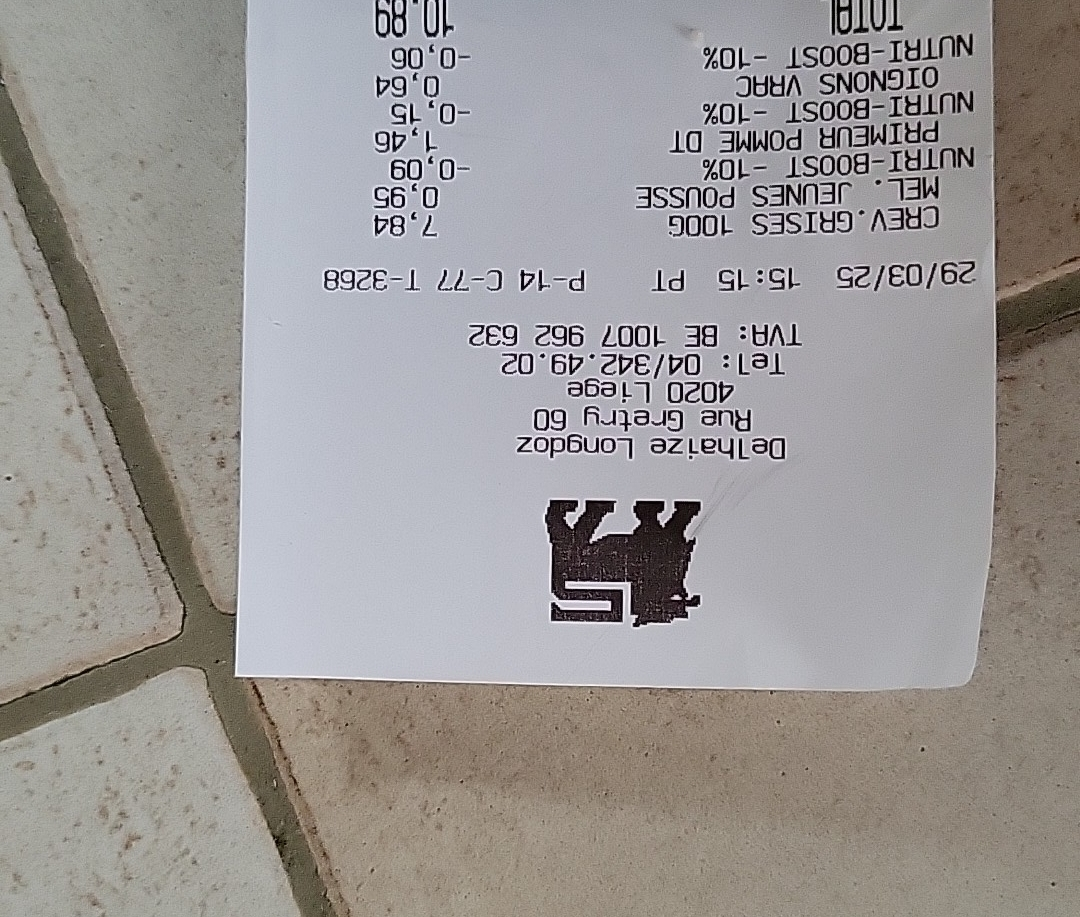 Delhaize Longdoz
Rue Gretry 60
4020 Liege
Tel: 04/342.49.02
TVA: BE 1007 962 632
29/03/25 15:15 PT P-14 C-77 T-3268
CREV.GRISES 100G 7,84
MEL. JEUNES POUSSE 0,95
NUTRI-BOOST -10% -0,09
PRIMEUR POMME DT 1,46
NUTRI-BOOST -10% -0,15
OIGNONS VRAC 0,64
NUTRI-BOOST -10% -0,06
TOTAL 10,89